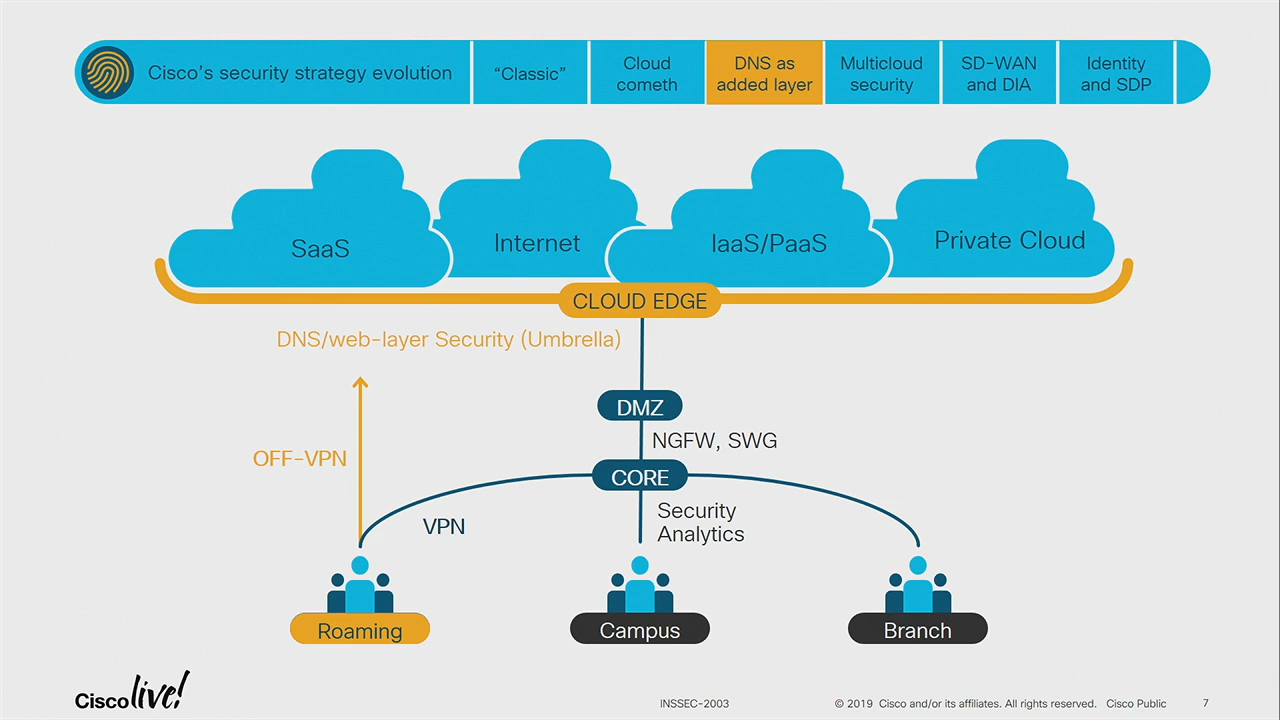 Cisco's security strategy evolution
“Classic”
Cloud
cometh
DNS as
added layer
Multicloud
security
SD-WAN
and DIA
Identity
and SDP
SaaS
Internet
IaaS/PaaS
Private Cloud
CLOUD EDGE
DNS/web-layer Security (Umbrella)
DMZ
NGFW, SWG
OFF-VPN
CORE
VPN
Security
Analytics
Roaming
Campus
Branch
Cisco live!
INSSEC-2003
© 2019 Cisco and/or its affiliates. All rights reserved. Cisco Public
7